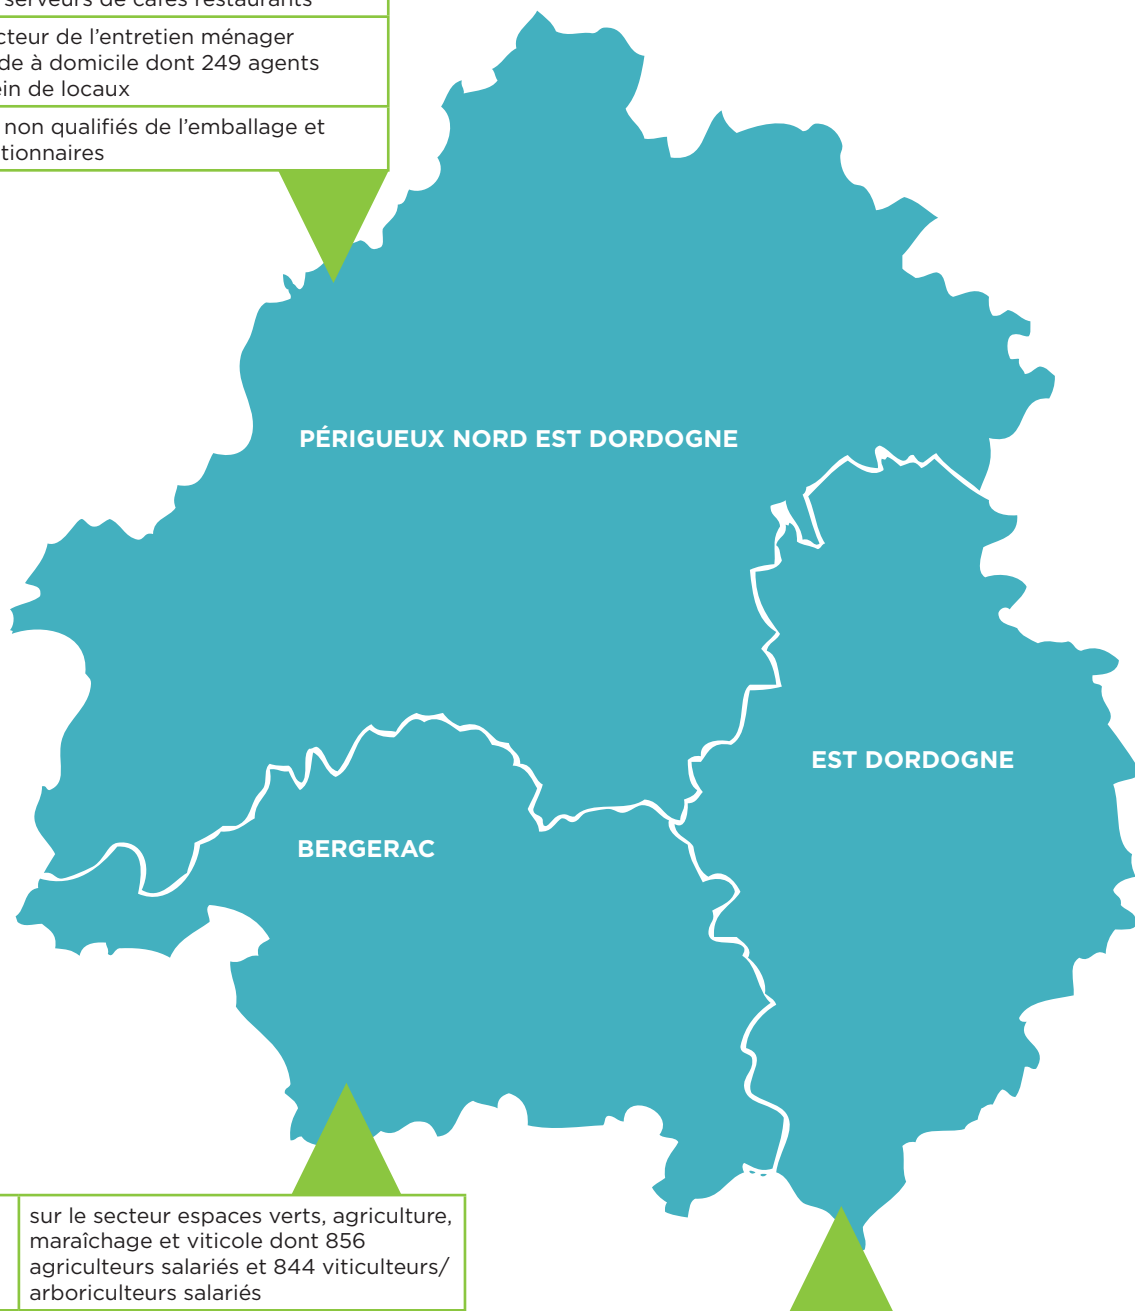 serveurs de cafés restaurants
cteur de l’entretien ménager
de à domicile dont 249 agents
ein de locaux
non qualifiés de l’emballage et
tionnaires
PÉRIGUEUX NORD EST DORDOGNE
EST DORDOGNE
BERGERAC
sur le secteur espaces verts, agriculture,
maraîchage et viticole dont 856
agriculteurs salariés et 844 viticulteurs/
arboriculteurs salariés